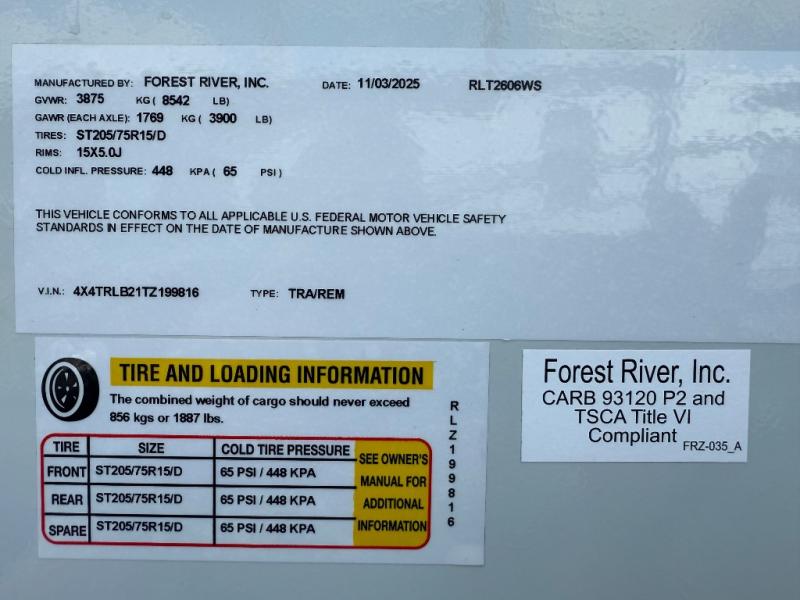 MANUFACTURED BY: FOREST RIVER, INC. DATE: 11/03/2025 RLT2606WS
GVWR: 3875 KG ( 8542 LB)
GAWR (EACH AXLE): 1769 KG ( 3900 LB)
TIRES: ST205/75R15/D
RIMS: 15X5.0J
COLD INFL. PRESSURE: 448 KPA ( 65 PSI )
THIS VEHICLE CONFORMS TO ALL APPLICABLE U.S. FEDERAL MOTOR VEHICLE SAFETY
STANDARDS IN EFFECT ON THE DATE OF MANUFACTURE SHOWN ABOVE.
V.I.N.: 4X4TRLB21TZ199816 TYPE: TRA/REM
TIRE AND LOADING INFORMATION
The combined weight of cargo should never exceed
856 kgs or 1887 lbs.
TIRE SIZE COLD TIRE PRESSURE
FRONT ST205/75R15/D 65 PSI / 448 KPA
REAR ST205/75R15/D 65 PSI / 448 KPA
SPARE ST205/75R15/D 65 PSI / 448 KPA
SEE OWNER'S
MANUAL FOR
ADDITIONAL
INFORMATION
RLZ199816
Forest River, Inc.
CARB 93120 P2 and
TSCA Title VI
Compliant
FRZ-035_A